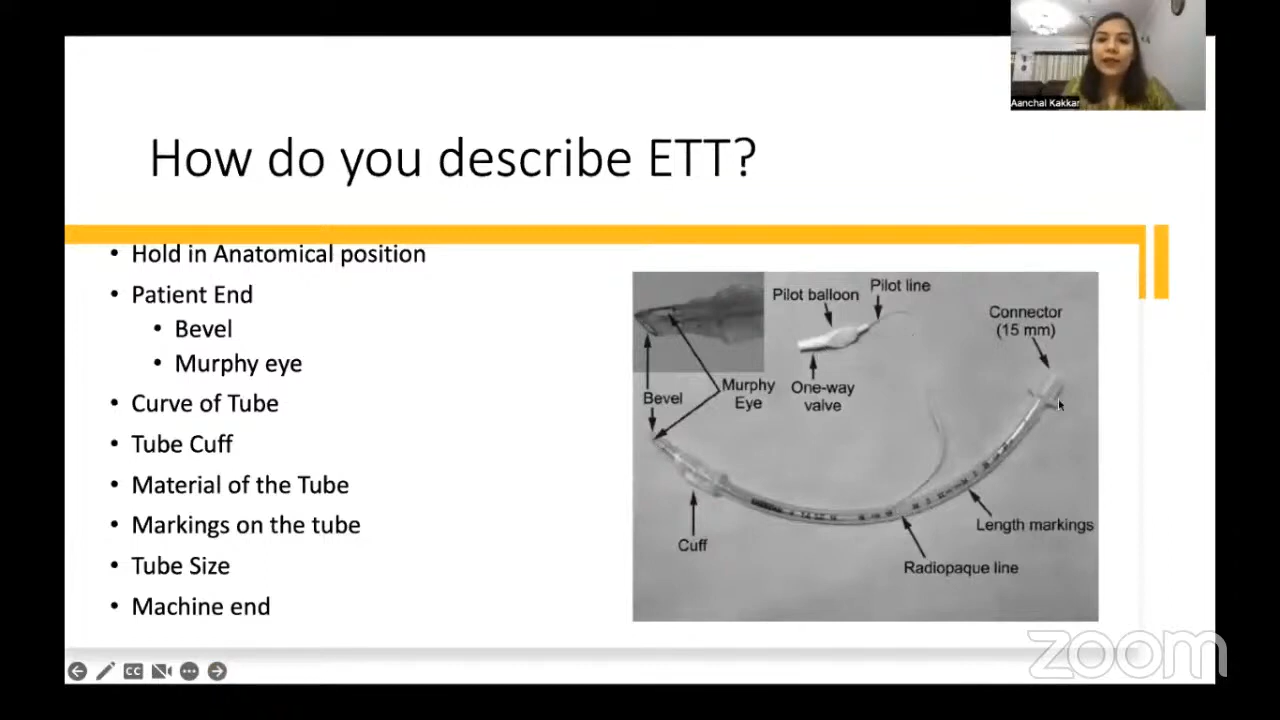 Aanchal Kakkar
How do you describe ETT?
• Hold in Anatomical position
• Patient End
• Bevel
• Murphy eye
• Curve of Tube
• Tube Cuff
• Material of the Tube
• Markings on the tube
• Tube Size
• Machine end
Pilot balloon
Pilot line
Connector
(15 mm)
Bevel
Murphy
Eye
One-way
valve
Cuff
Length markings
Radiopaque line
CC
zoom